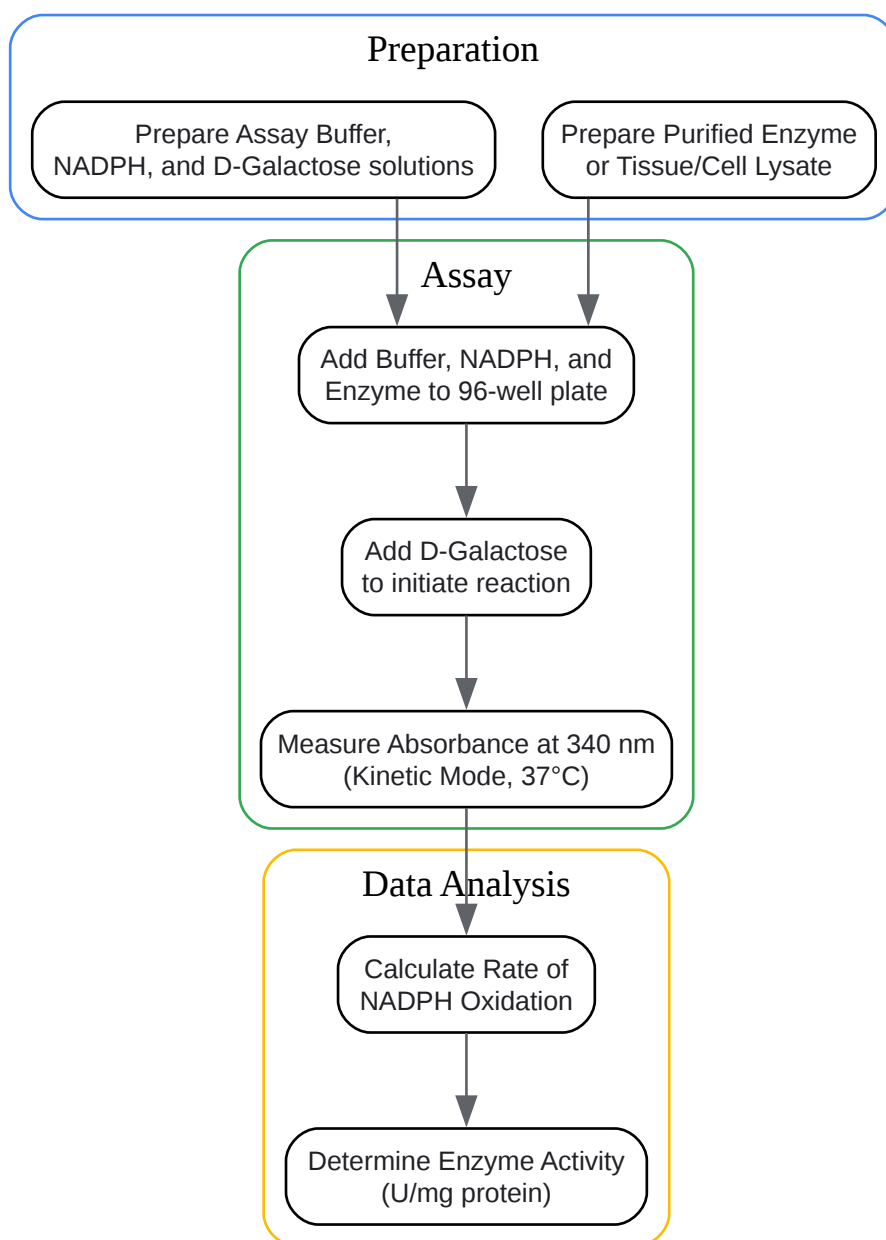 Preparation
Prepare Assay Buffer,
NADPH, and D-Galactose solutions
Prepare Purified Enzyme
or Tissue/Cell Lysate
Assay
Add Buffer, NADPH, and
Enzyme to 96-well plate
Add D-Galactose
to initiate reaction
Measure Absorbance at 340 nm
(Kinetic Mode, 37°C)
Data Analysis
Calculate Rate of
NADPH Oxidation
Determine Enzyme Activity
(U/mg protein)